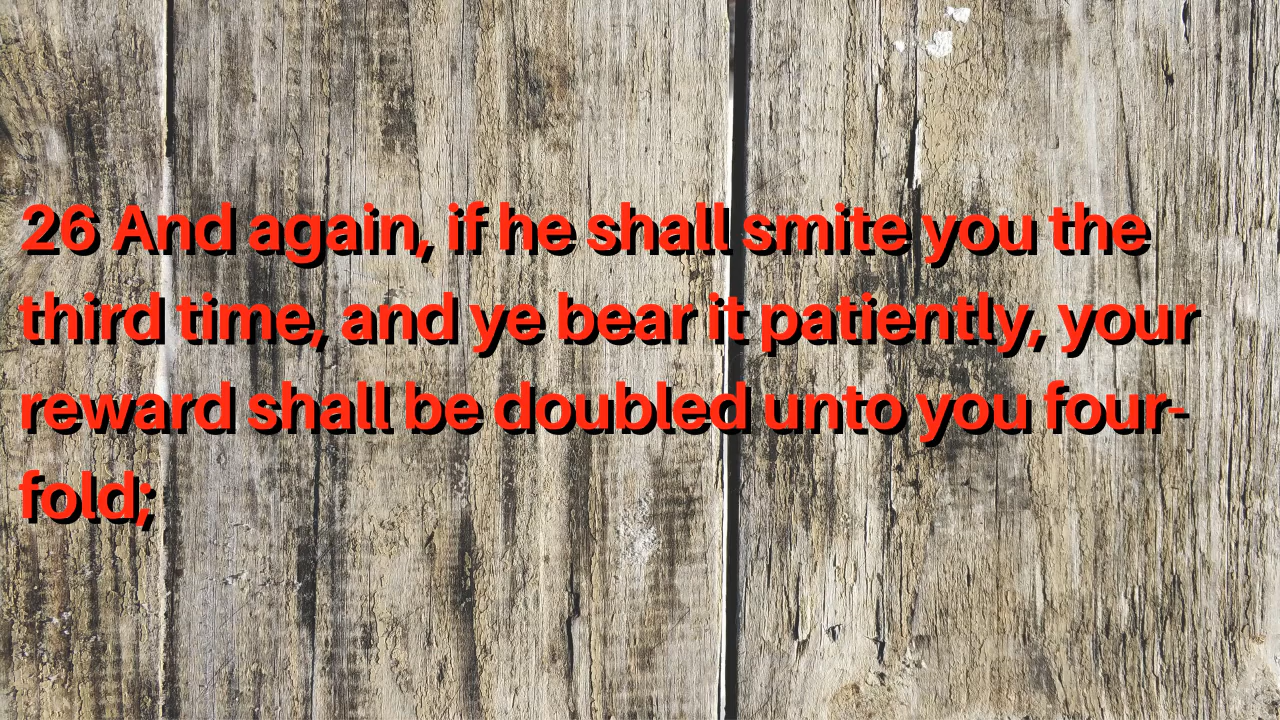 26 And again, if he shall smite you the
third time, and ye bear it patiently, your
reward shall be doubled unto you four-
fold;